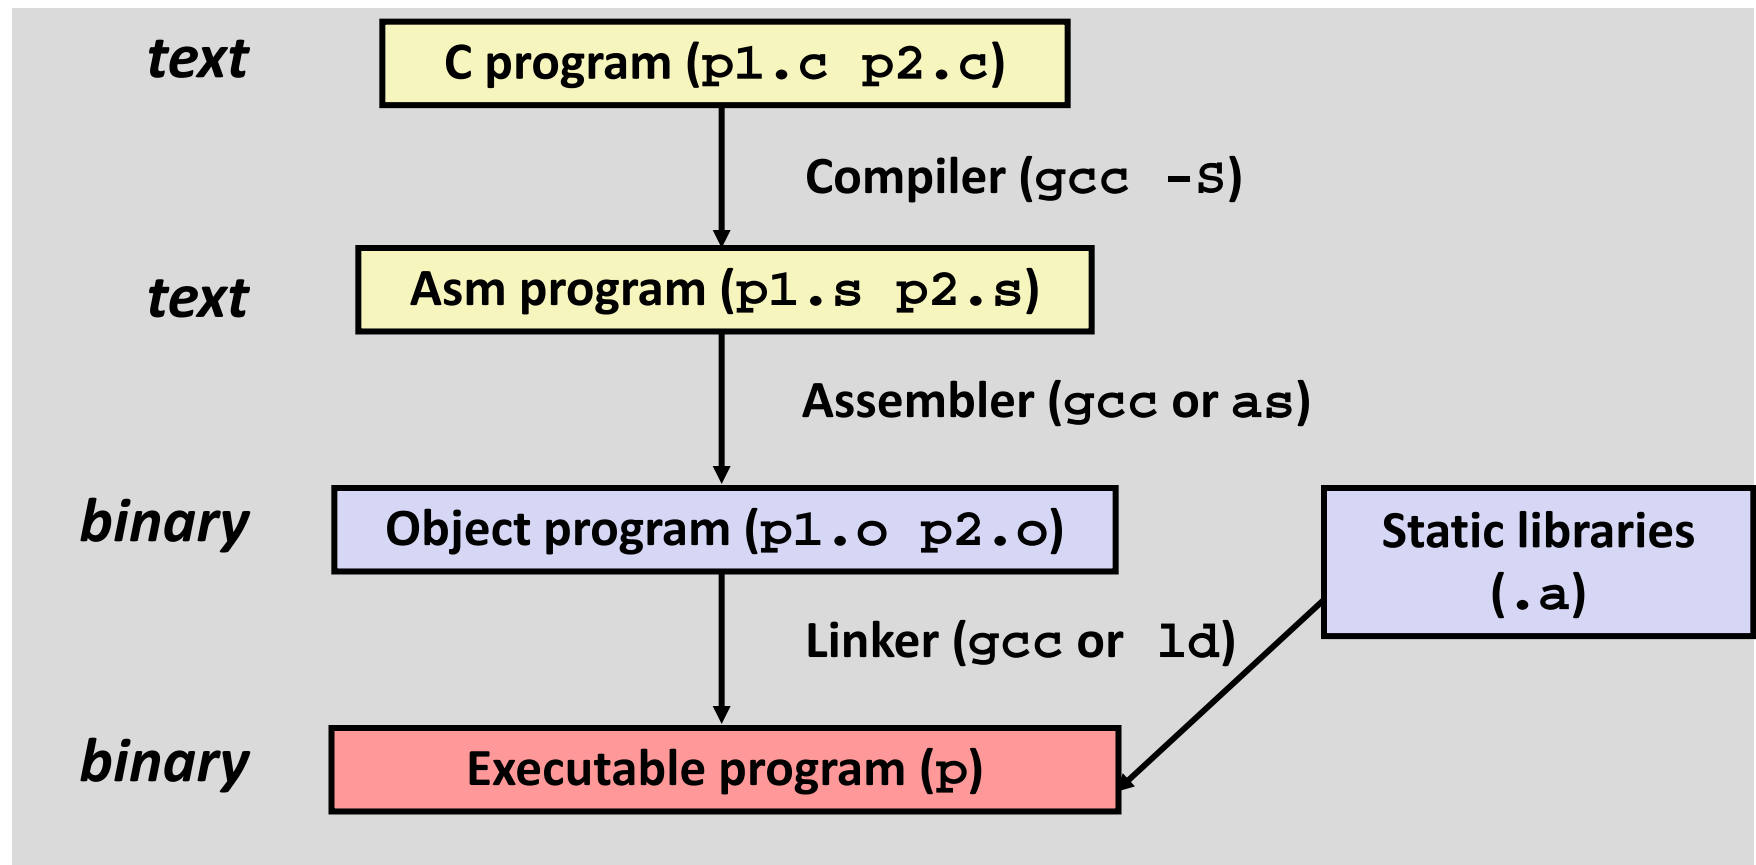 text
C program (p1.c p2.c)
Compiler (gcc -S)
text
Asm program (p1.s p2.s)
Assembler (gcc or as)
binary
Object program (p1.o p2.o)
Static libraries
(.a)
Linker (gcc or ld)
binary
Executable program (p)